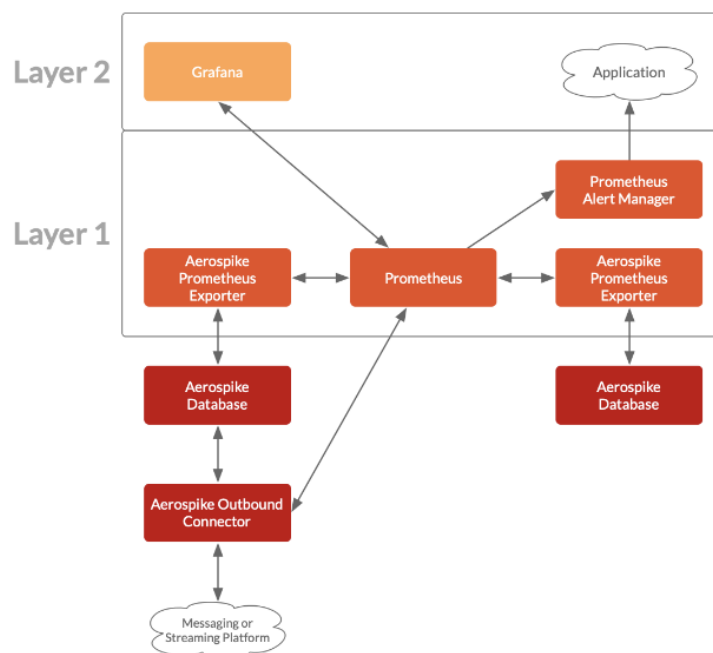 Layer 2
Grafana
Application
Layer 1
Prometheus
Alert Manager
Aerospike
Prometheus
Exporter
Prometheus
Aerospike
Prometheus
Exporter
Aerospike
Database
Aerospike
Database
Aerospike Outbound
Connector
Messaging or
Streaming Platform